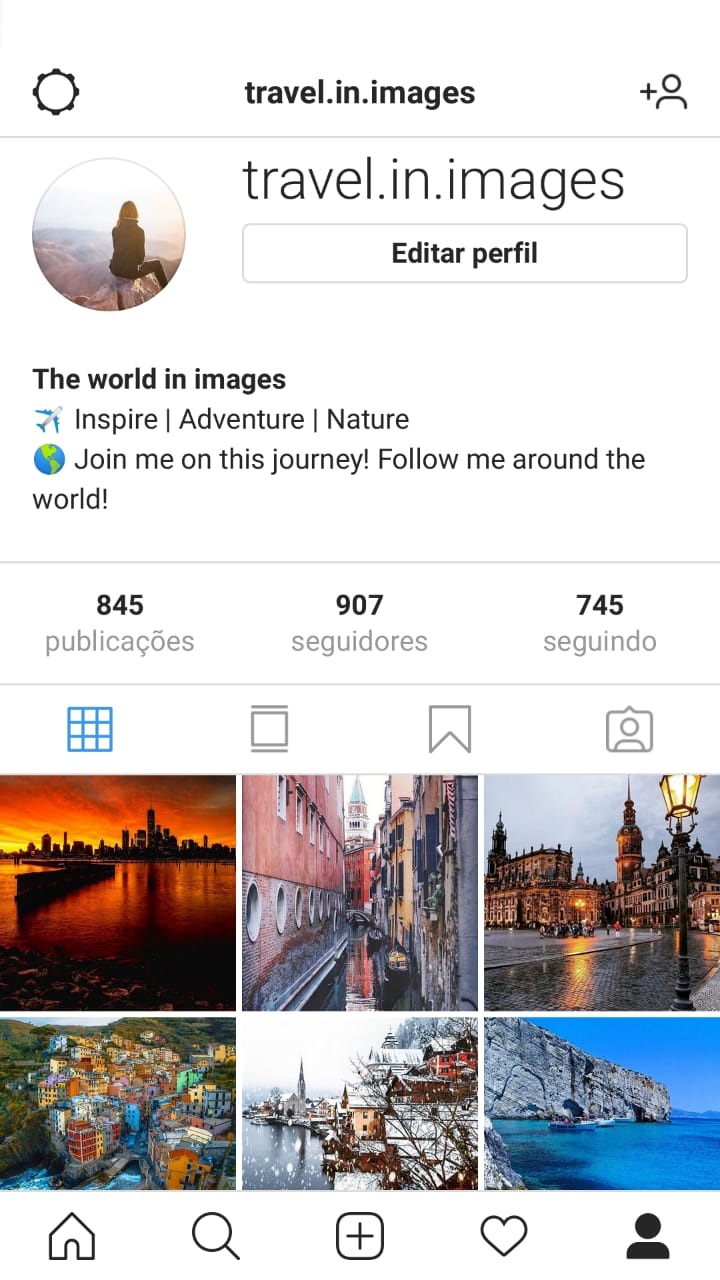 travel.in.images
travel.in.images
Editar perfil
The world in images
✈️ Inspire | Adventure | Nature
🌎 Join me on this journey! Follow me around the
world!
845 907 745
publicações seguidores seguindo